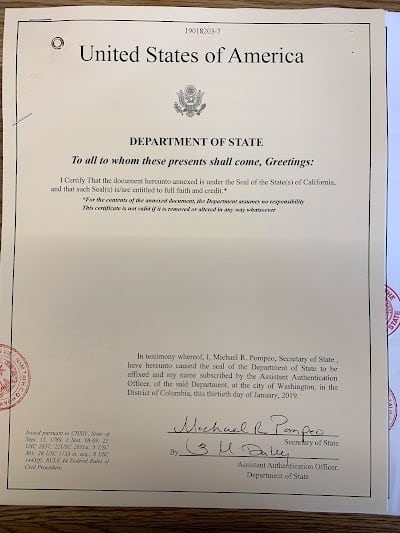 19018203-7
United States of America
DEPARTMENT OF STATE
To all to whom these presents shall come, Greetings:
I Certify That the document hereunto annexed is under the Seal of the State(s) of California,
and that such Seal(s) is/are entitled to full faith and credit.*
*For the contents of the annexed document, the Department assumes no responsibility
This certificate is not valid if it is removed or altered in any way whatsoever
In testimony whereof, I, Michael R. Pompeo, Secretary of State ,
have hereunto caused the seal of the Department of State to be
affixed and my name subscribed by the Assistant Authentication
Officer, of the said Department, at the city of Washington, in the
District of Columbia, this thirtieth day of January, 2019.
Issued pursuant to CHXIV, State of
Sept. 15, 1789, 1 Stat. 68-69; 22
USC 2657; 22USC 2651a; 5 USC
301; 28 USC 1733 et. seq.; 8 USC
1443(f); RULE 44 Federal Rules of
Civil Procedure.
Michael R. Pompeo
Secretary of State
By
Assistant Authentication Officer,
Department of State
THE
STATE